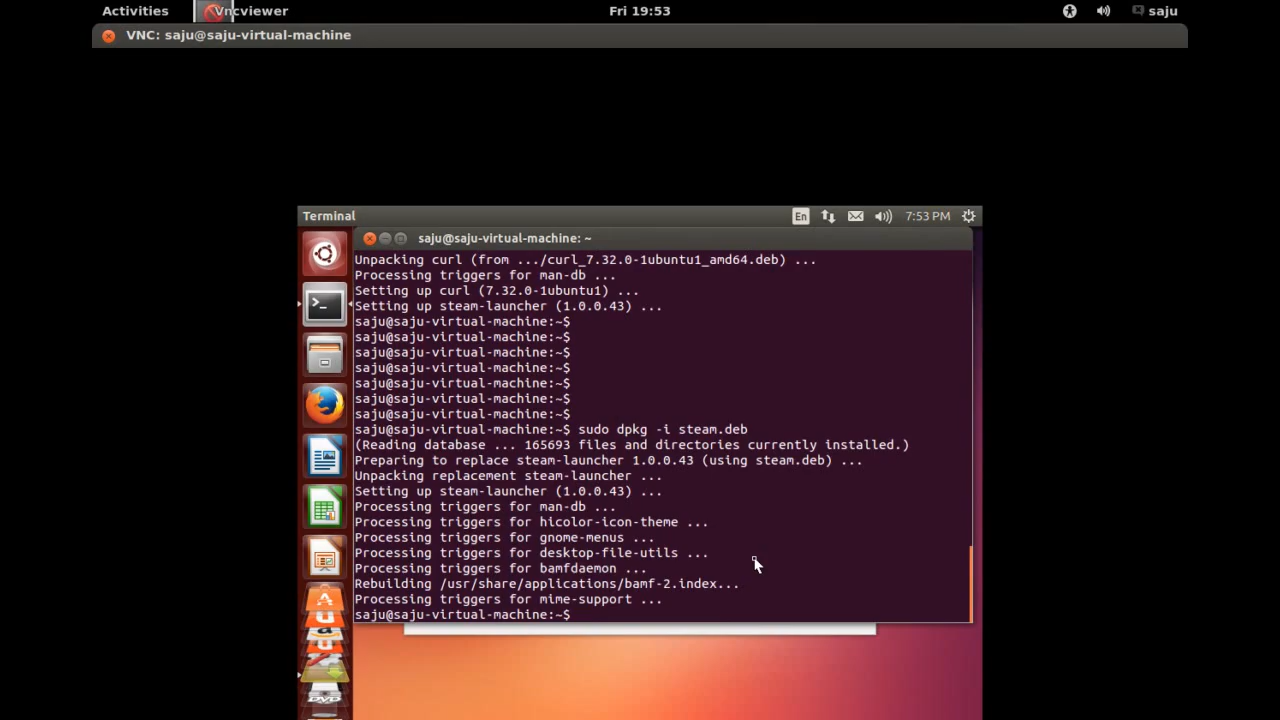 Activities
Vncviewer
Fri 19:53
saju
VNC: saju@saju-virtual-machine
Terminal
En
7:53 PM
saju@saju-virtual-machine: ~
Unpacking curl (from .../curl_7.32.0-1ubuntu1_amd64.deb) ...
Processing triggers for man-db ...
Setting up curl (7.32.0-1ubuntu1) ...
Setting up steam-launcher (1.0.0.43) ...
saju@saju-virtual-machine:~$
saju@saju-virtual-machine:~$
saju@saju-virtual-machine:~$
saju@saju-virtual-machine:~$
saju@saju-virtual-machine:~$
saju@saju-virtual-machine:~$
saju@saju-virtual-machine:~$
saju@saju-virtual-machine:~$ sudo dpkg -i steam.deb
(Reading database ... 165693 files and directories currently installed.)
Preparing to replace steam-launcher 1.0.0.43 (using steam.deb) ...
Unpacking replacement steam-launcher ...
Setting up steam-launcher (1.0.0.43) ...
Processing triggers for man-db ...
Processing triggers for hicolor-icon-theme ...
Processing triggers for gnome-menus ...
Processing triggers for desktop-file-utils ...
Processing triggers for bamfdaemon ...
Rebuilding /usr/share/applications/bamf-2.index...
Processing triggers for mime-support ...
saju@saju-virtual-machine:~$
DVD